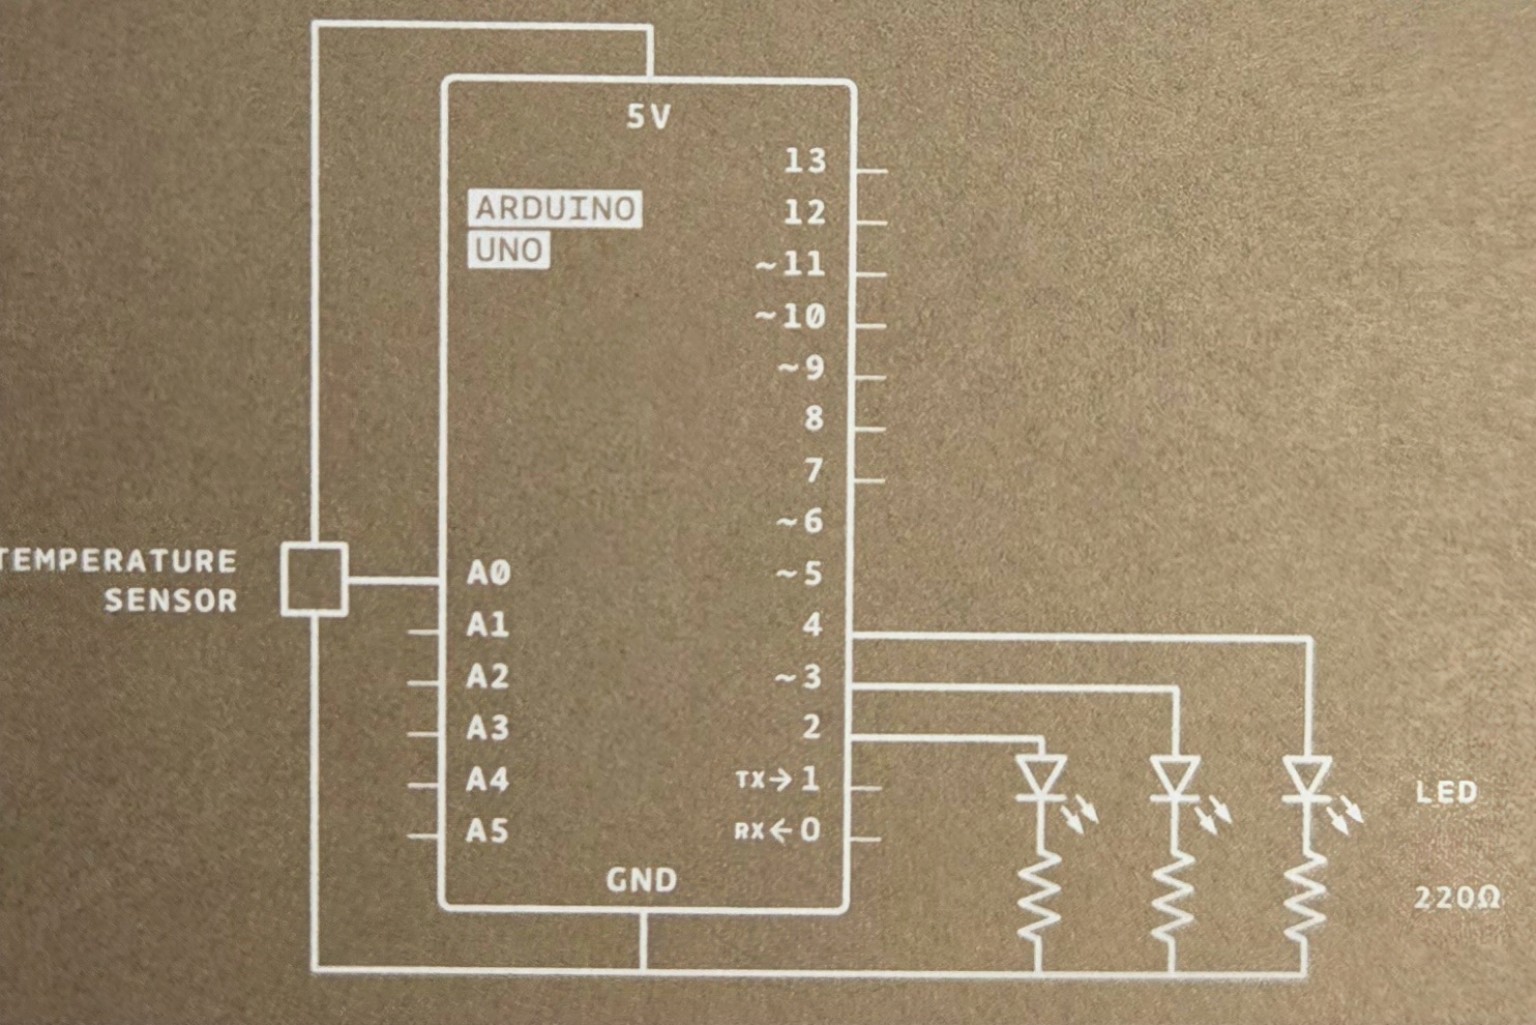 5V
ARDUINO
UNO
13
12
~11
~10
~9
8
7
~6
~5
4
~3
2
TX→1
RX←0
TEMPERATURE
SENSOR
A0
A1
A2
A3
A4
A5
GND
LED
220Ω